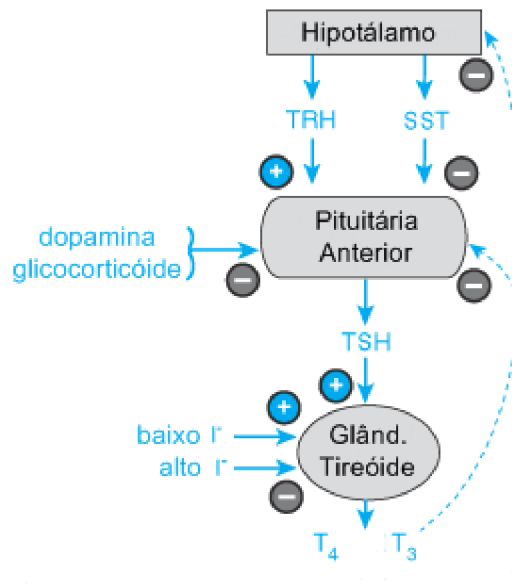 Hipotálamo
−
TRH SST
+ −
Pituitária
Anterior
dopamina
glicocorticóide
− −
TSH
+
+
baixo I⁻
alto I⁻
Glând.
Tireóide
−
T₄ T₃